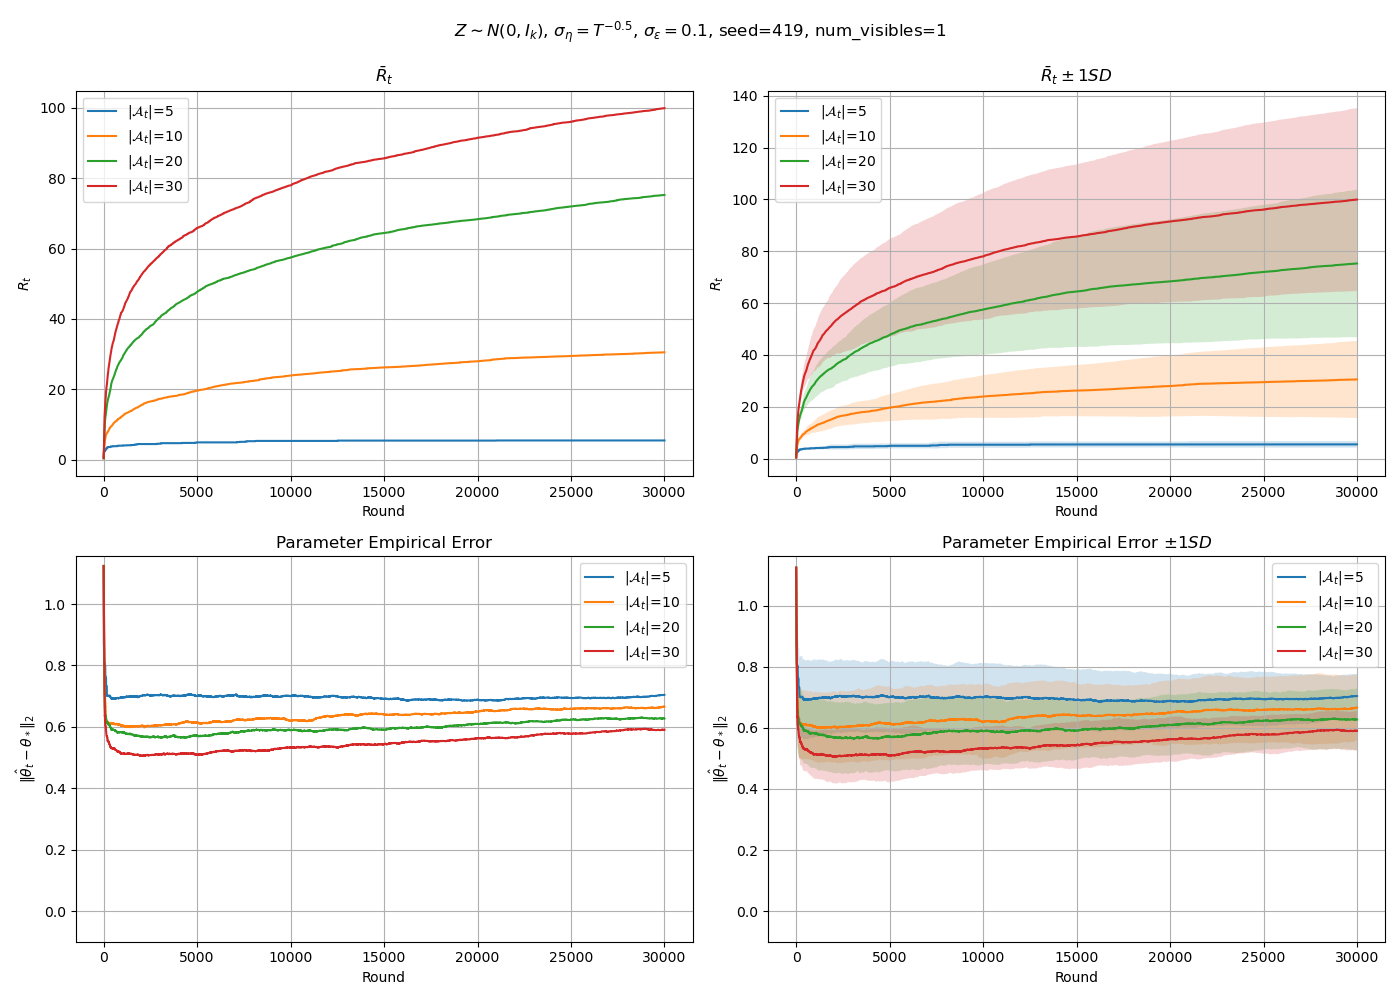 Z ∼ N(0, I_k), σ_η = T^{−0.5}, σ_ε = 0.1, seed=419, num_visibles=1
R̄_t
R̄_t ± 1SD
|𝒜_t|=5
|𝒜_t|=10
|𝒜_t|=20
|𝒜_t|=30
R_t
100
80
60
40
20
0
0 5000 10000 15000 20000 25000 30000
Round
|𝒜_t|=5
|𝒜_t|=10
|𝒜_t|=20
|𝒜_t|=30
R_t
140
120
100
80
60
40
20
0
0 5000 10000 15000 20000 25000 30000
Round
Parameter Empirical Error
|𝒜_t|=5
|𝒜_t|=10
|𝒜_t|=20
|𝒜_t|=30
‖θ̂_t − θ_*‖_2
1.0
0.8
0.6
0.4
0.2
0.0
0 5000 10000 15000 20000 25000 30000
Round
Parameter Empirical Error ±1SD
|𝒜_t|=5
|𝒜_t|=10
|𝒜_t|=20
|𝒜_t|=30
‖θ̂_t − θ_*‖_2
1.0
0.8
0.6
0.4
0.2
0.0
0 5000 10000 15000 20000 25000 30000
Round